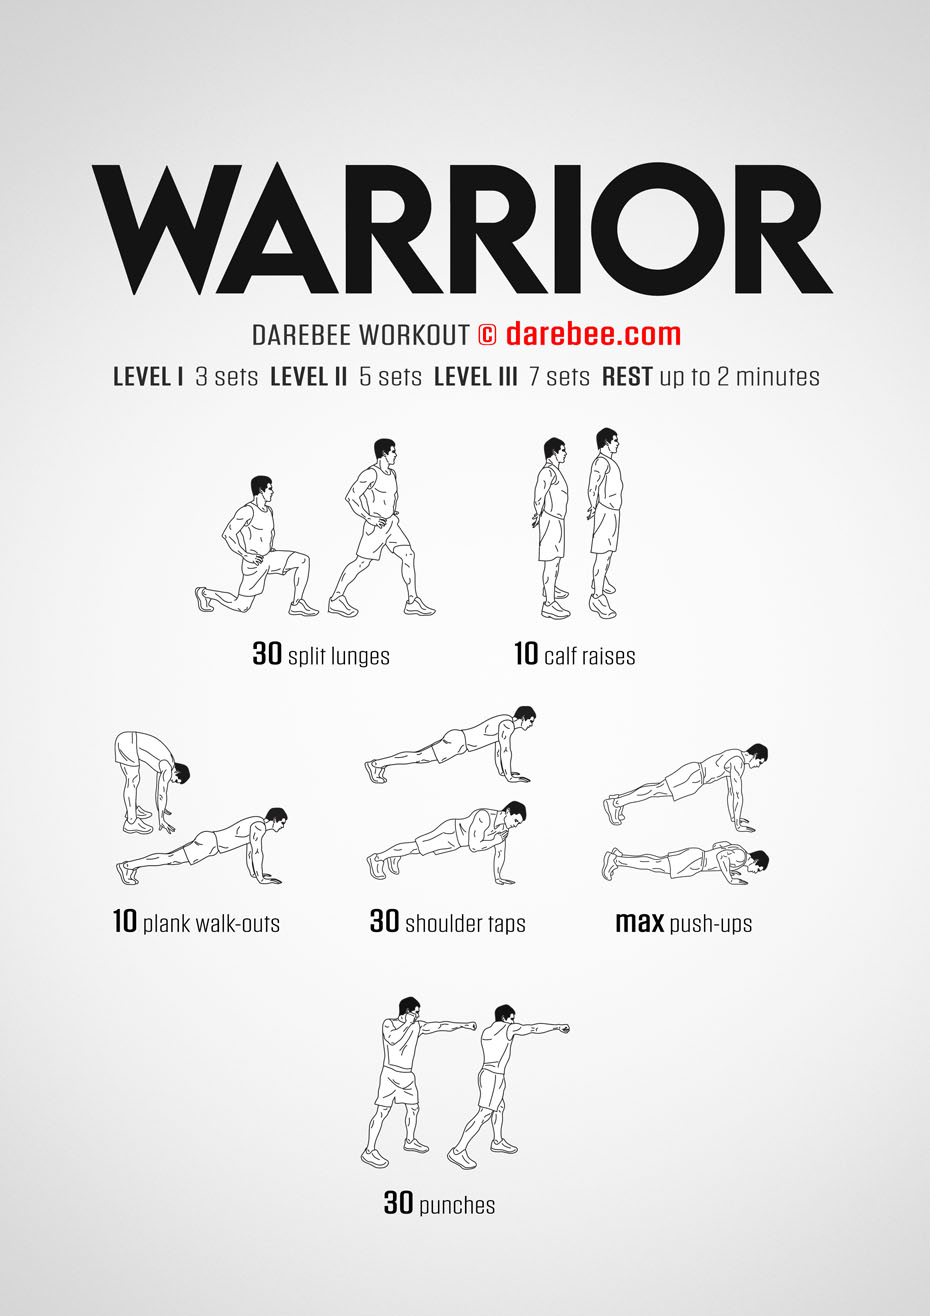 WARRIOR
DAREBEE WORKOUT © darebee.com
LEVEL I 3 sets LEVEL II 5 sets LEVEL III 7 sets REST up to 2 minutes
30 split lunges
10 calf raises
10 plank walk-outs
30 shoulder taps
max push-ups
30 punches